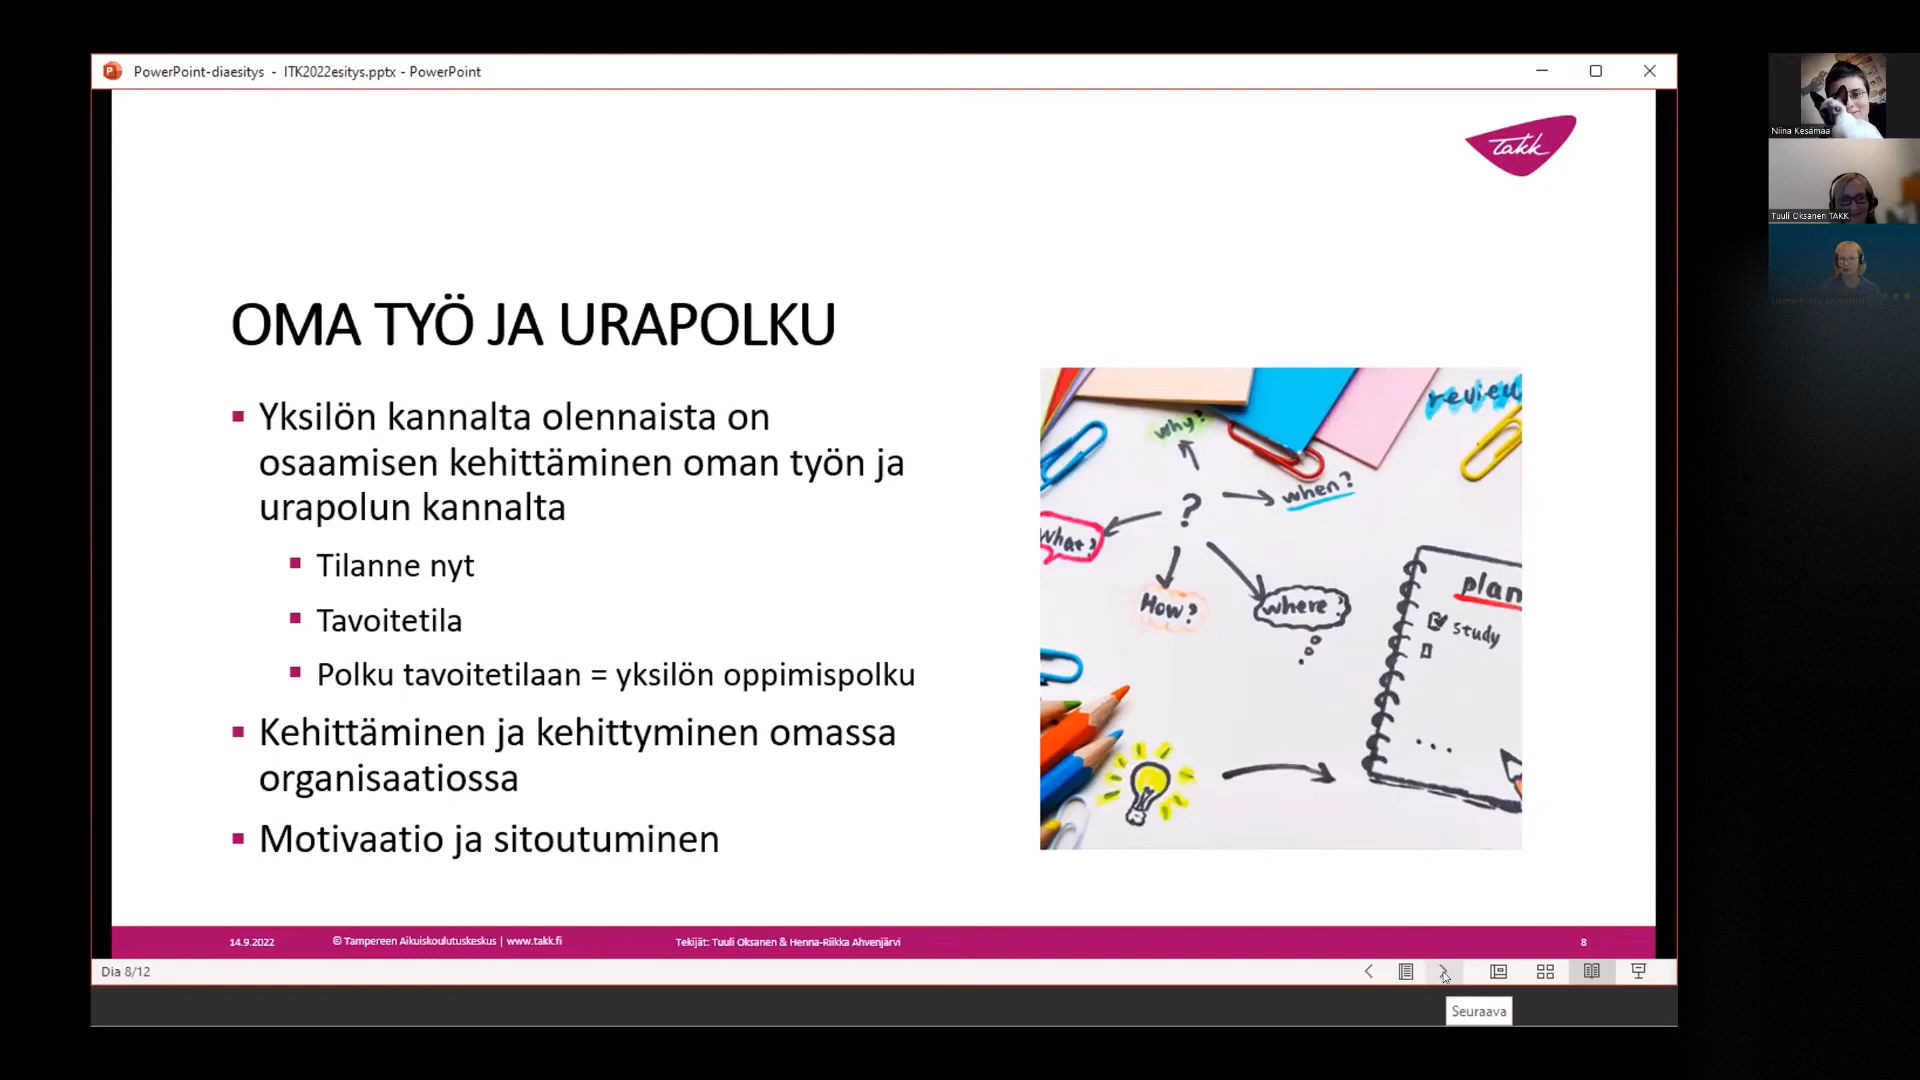 PowerPoint-diaesitys - ITK2022esitys.pptx - PowerPoint
takk
Niina Kesämaa
Tuuli Oksanen TAKK
Henna-Riikka Ahvenjärvi
OMA TYÖ JA URAPOLKU
Yksilön kannalta olennaista on
osaamisen kehittäminen oman työn ja
urapolun kannalta
Tilanne nyt
Tavoitetila
Polku tavoitetilaan = yksilön oppimispolku
Kehittäminen ja kehittyminen omassa
organisaatiossa
Motivaatio ja sitoutuminen
review
why?
when?
?
What?
How?
where?
plan
study
...
14.9.2022
© Tampereen Aikuiskoulutuskeskus | www.takk.fi
Tekijät: Tuuli Oksanen & Henna-Riikka Ahvenjärvi
8
Dia 8/12
Seuraava